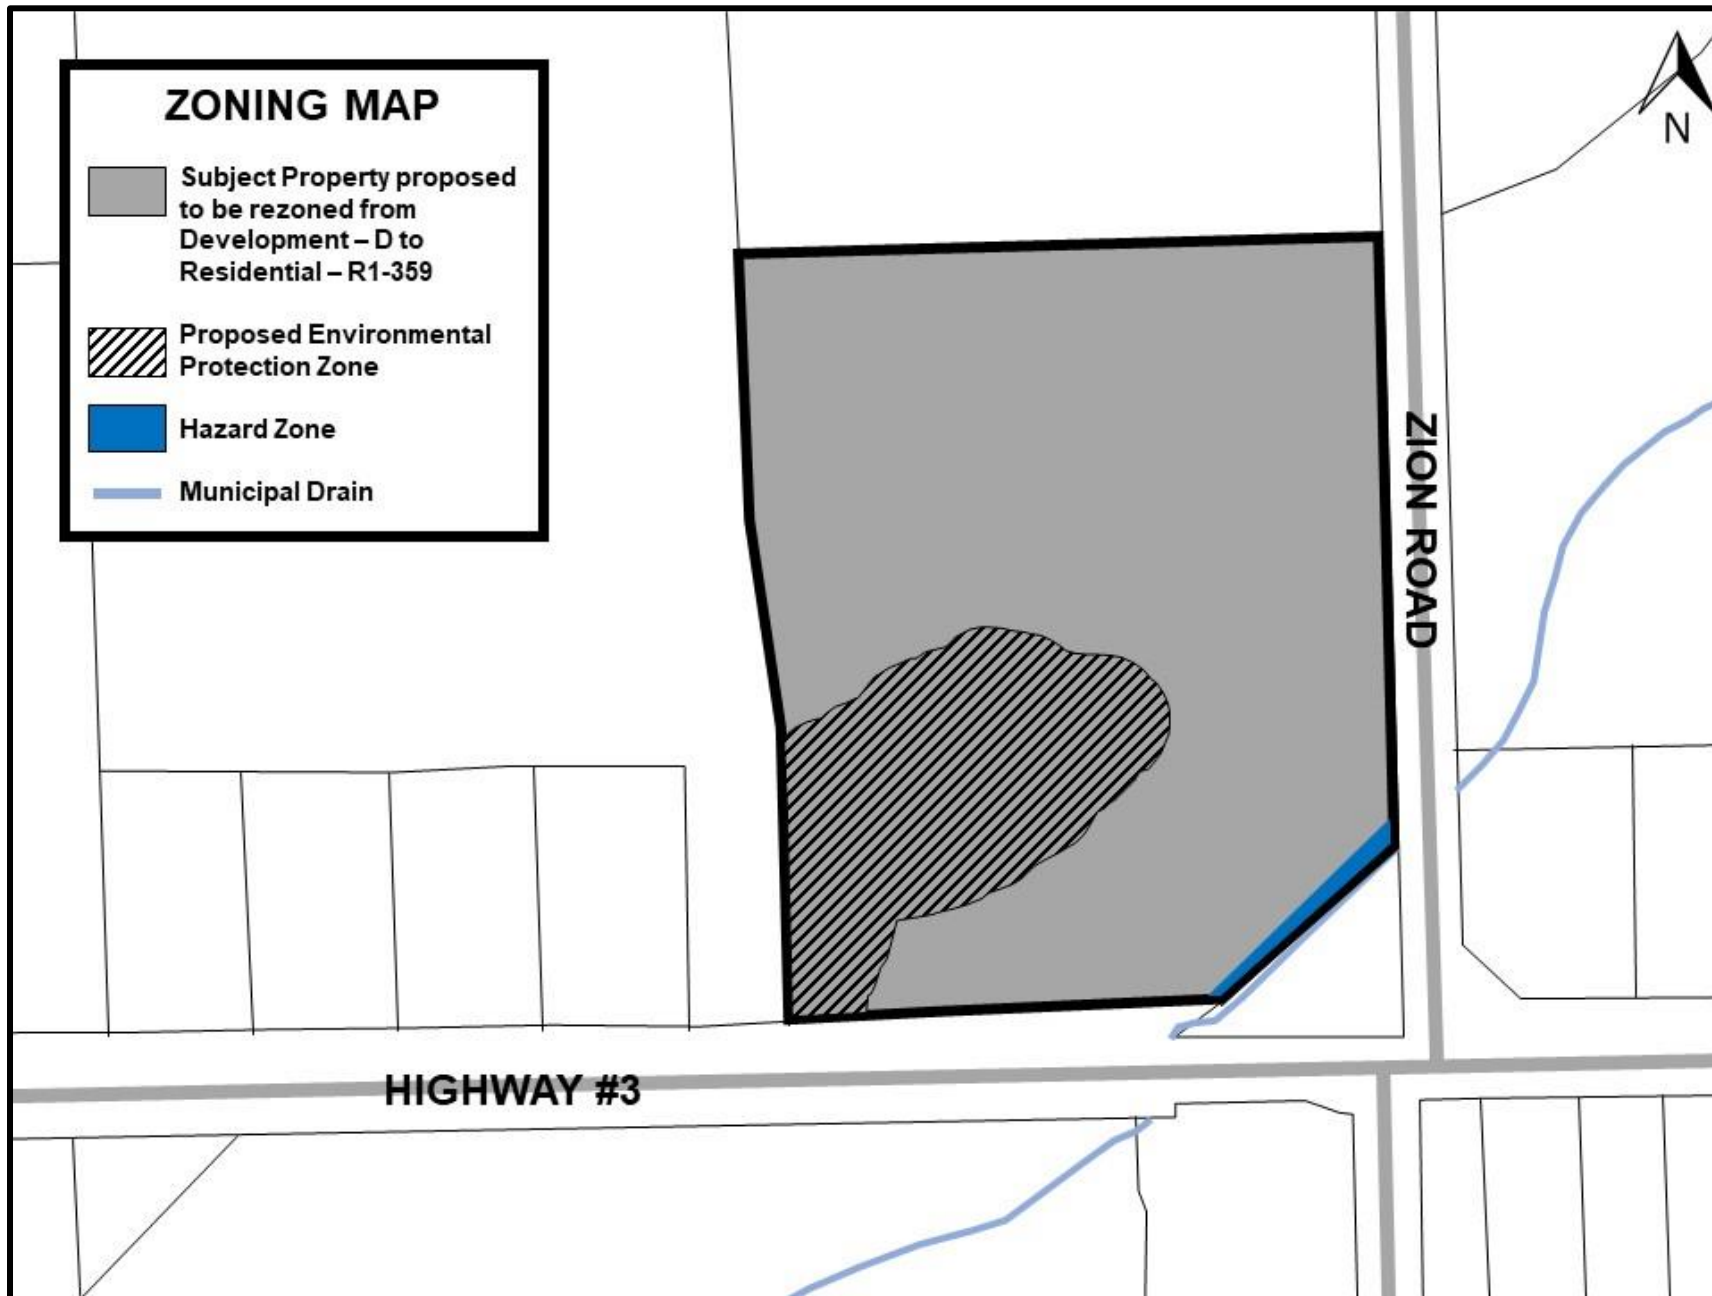 ZONING MAP
Subject Property proposed
to be rezoned from
Development – D to
Residential – R1-359
Proposed Environmental
Protection Zone
Hazard Zone
Municipal Drain
N
ZION ROAD
HIGHWAY #3